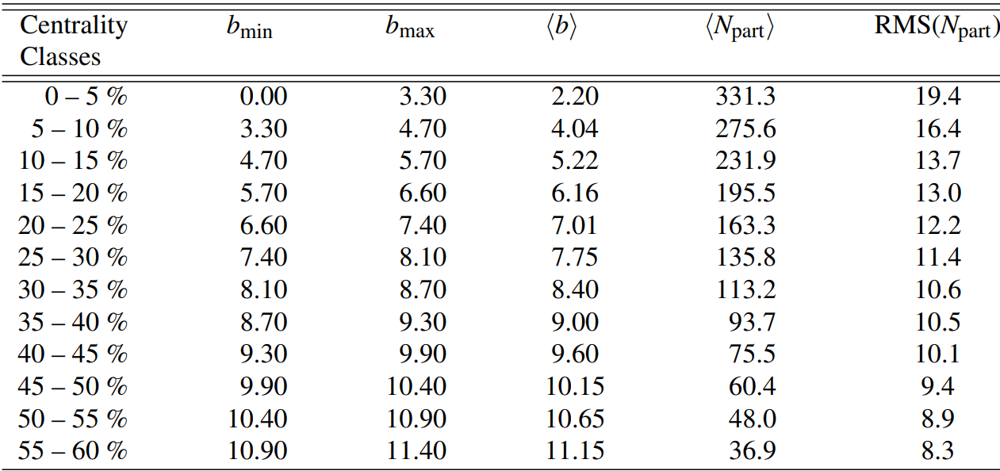 Centrality b_min b_max ⟨b⟩ ⟨N_part⟩ RMS(N_part)
Classes
0 – 5 % 0.00 3.30 2.20 331.3 19.4
5 – 10 % 3.30 4.70 4.04 275.6 16.4
10 – 15 % 4.70 5.70 5.22 231.9 13.7
15 – 20 % 5.70 6.60 6.16 195.5 13.0
20 – 25 % 6.60 7.40 7.01 163.3 12.2
25 – 30 % 7.40 8.10 7.75 135.8 11.4
30 – 35 % 8.10 8.70 8.40 113.2 10.6
35 – 40 % 8.70 9.30 9.00 93.7 10.5
40 – 45 % 9.30 9.90 9.60 75.5 10.1
45 – 50 % 9.90 10.40 10.15 60.4 9.4
50 – 55 % 10.40 10.90 10.65 48.0 8.9
55 – 60 % 10.90 11.40 11.15 36.9 8.3